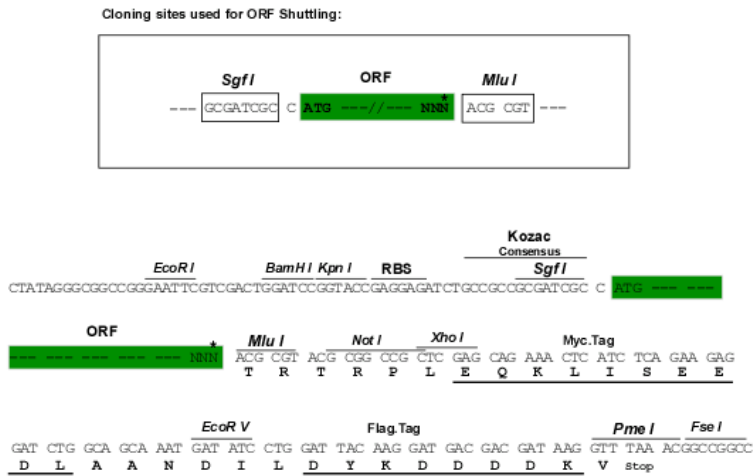 Cloning sites used for ORF Shuttling:
Sgf I ORF Mlu I
--- GCGATCGC C ATG ---//--- NNN* ACG CGT ---
Kozac
Consensus
EcoR I BamH I Kpn I RBS Sgf I
CTATAGGGCGGCCGGGAATTCGTCGACTGGATCCGGTACCGAGGAGATCTGCCGCCGCGATCGC C ATG --- ---
ORF Mlu I Not I Xho I Myc.Tag
--- --- --- --- --- NNN* ACG CGT ACG CGG CCG CTC GAG CAG AAA CTC ATC TCA GAA GAG
T R T R P L E Q K L I S E E
EcoR V Flag.Tag Pme I Fse I
GAT CTG GCA GCA AAT GAT ATC CTG GAT TAC AAG GAT GAC GAC GAT AAG GTT TAA ACGGCCGGCC
D L A A N D I L D Y K D D D D K V Stop